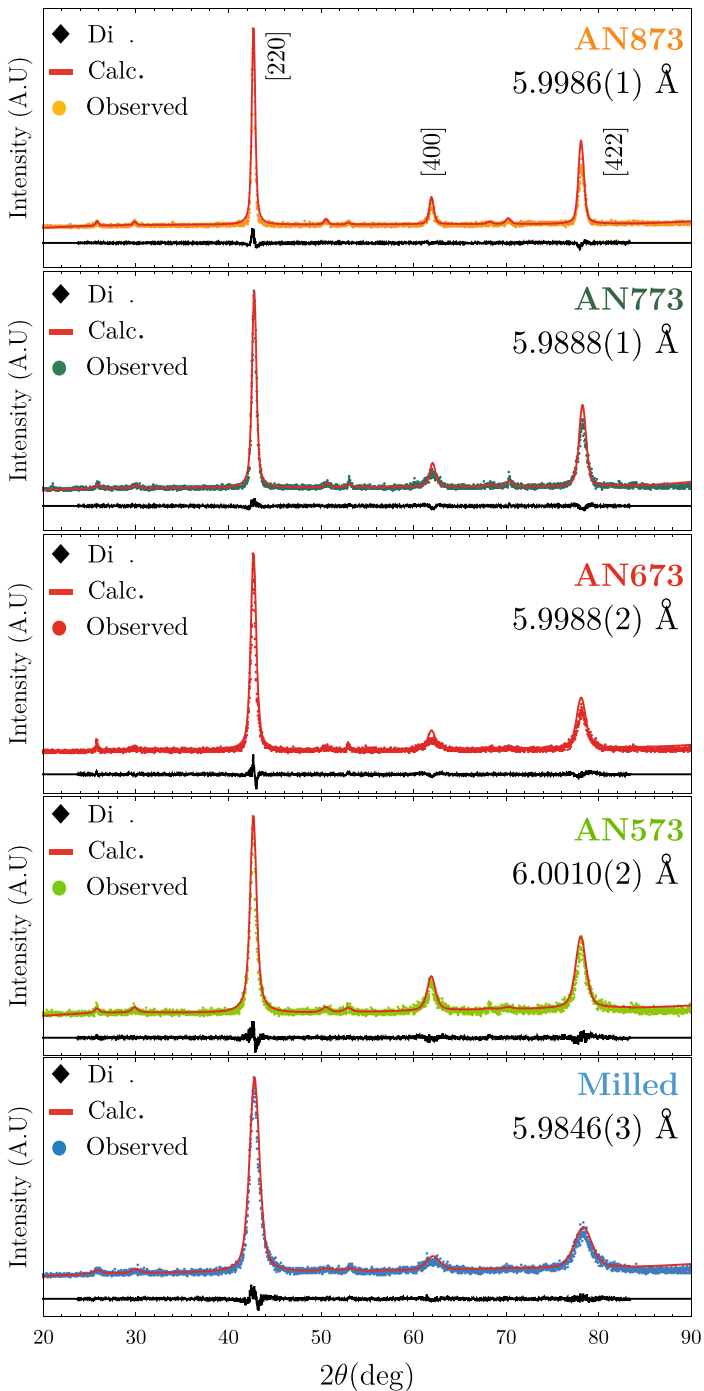 Intensity (A.U)
Di .
Calc.
Observed
[220]
[400]
[422]
AN873
5.9986(1) Å
Intensity (A.U)
Di .
Calc.
Observed
AN773
5.9888(1) Å
Intensity (A.U)
Di .
Calc.
Observed
AN673
5.9988(2) Å
Intensity (A.U)
Di .
Calc.
Observed
AN573
6.0010(2) Å
Intensity (A.U)
Di .
Calc.
Observed
Milled
5.9846(3) Å
20 30 40 50 60 70 80 90
2θ(deg)